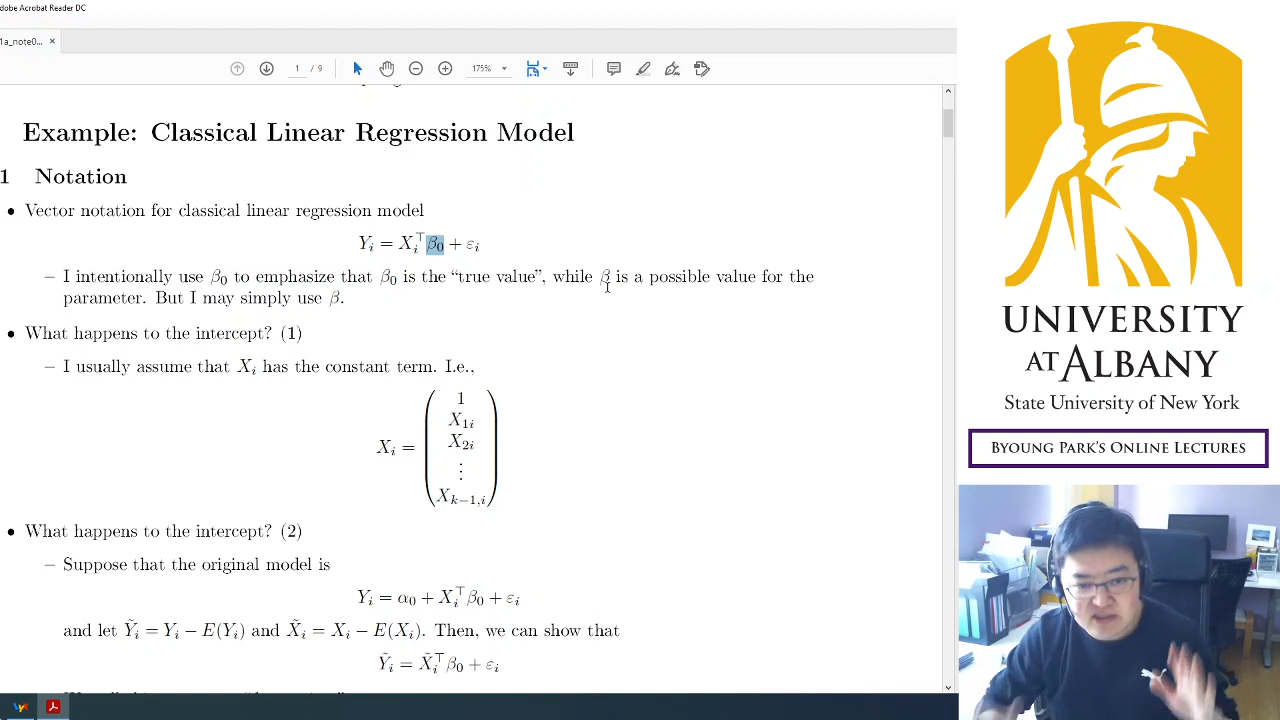 dobe Acrobat Reader DC
1a_note0... ×
1 / 9
175%
Example: Classical Linear Regression Model
1 Notation
• Vector notation for classical linear regression model
Yᵢ = Xᵢ⊤β₀ + εᵢ
– I intentionally use β₀ to emphasize that β₀ is the “true value”, while β is a possible value for the
parameter. But I may simply use β.
• What happens to the intercept? (1)
– I usually assume that Xᵢ has the constant term. I.e.,
Xᵢ = ( 1
X₁ᵢ
X₂ᵢ
⋮
Xₖ₋₁,ᵢ )
• What happens to the intercept? (2)
– Suppose that the original model is
Yᵢ = α₀ + Xᵢ⊤β₀ + εᵢ
and let Ỹᵢ = Yᵢ − E(Yᵢ) and X̃ᵢ = Xᵢ − E(Xᵢ). Then, we can show that
Ỹᵢ = X̃ᵢ⊤β₀ + εᵢ
UNIVERSITY
AT ALBANY
State University of New York
BYOUNG PARK'S ONLINE LECTURES